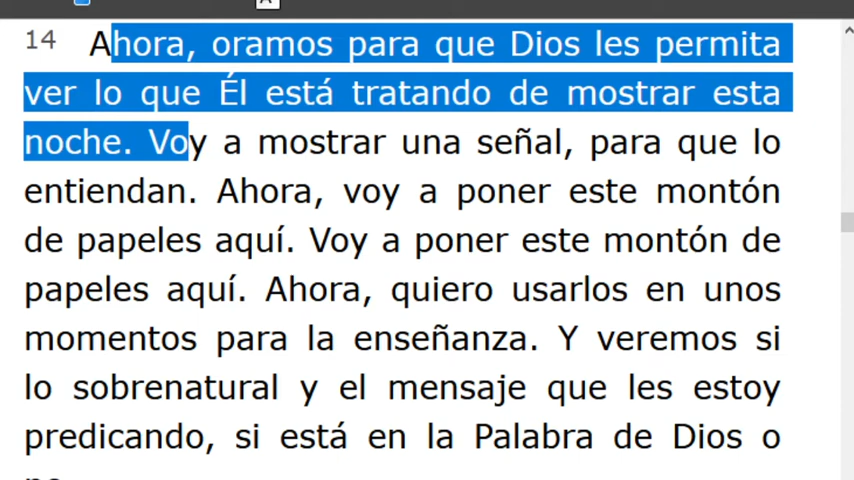 14 Ahora, oramos para que Dios les permita
ver lo que Él está tratando de mostrar esta
noche. Voy a mostrar una señal, para que lo
entiendan. Ahora, voy a poner este montón
de papeles aquí. Voy a poner este montón de
papeles aquí. Ahora, quiero usarlos en unos
momentos para la enseñanza. Y veremos si
lo sobrenatural y el mensaje que les estoy
predicando, si está en la Palabra de Dios o